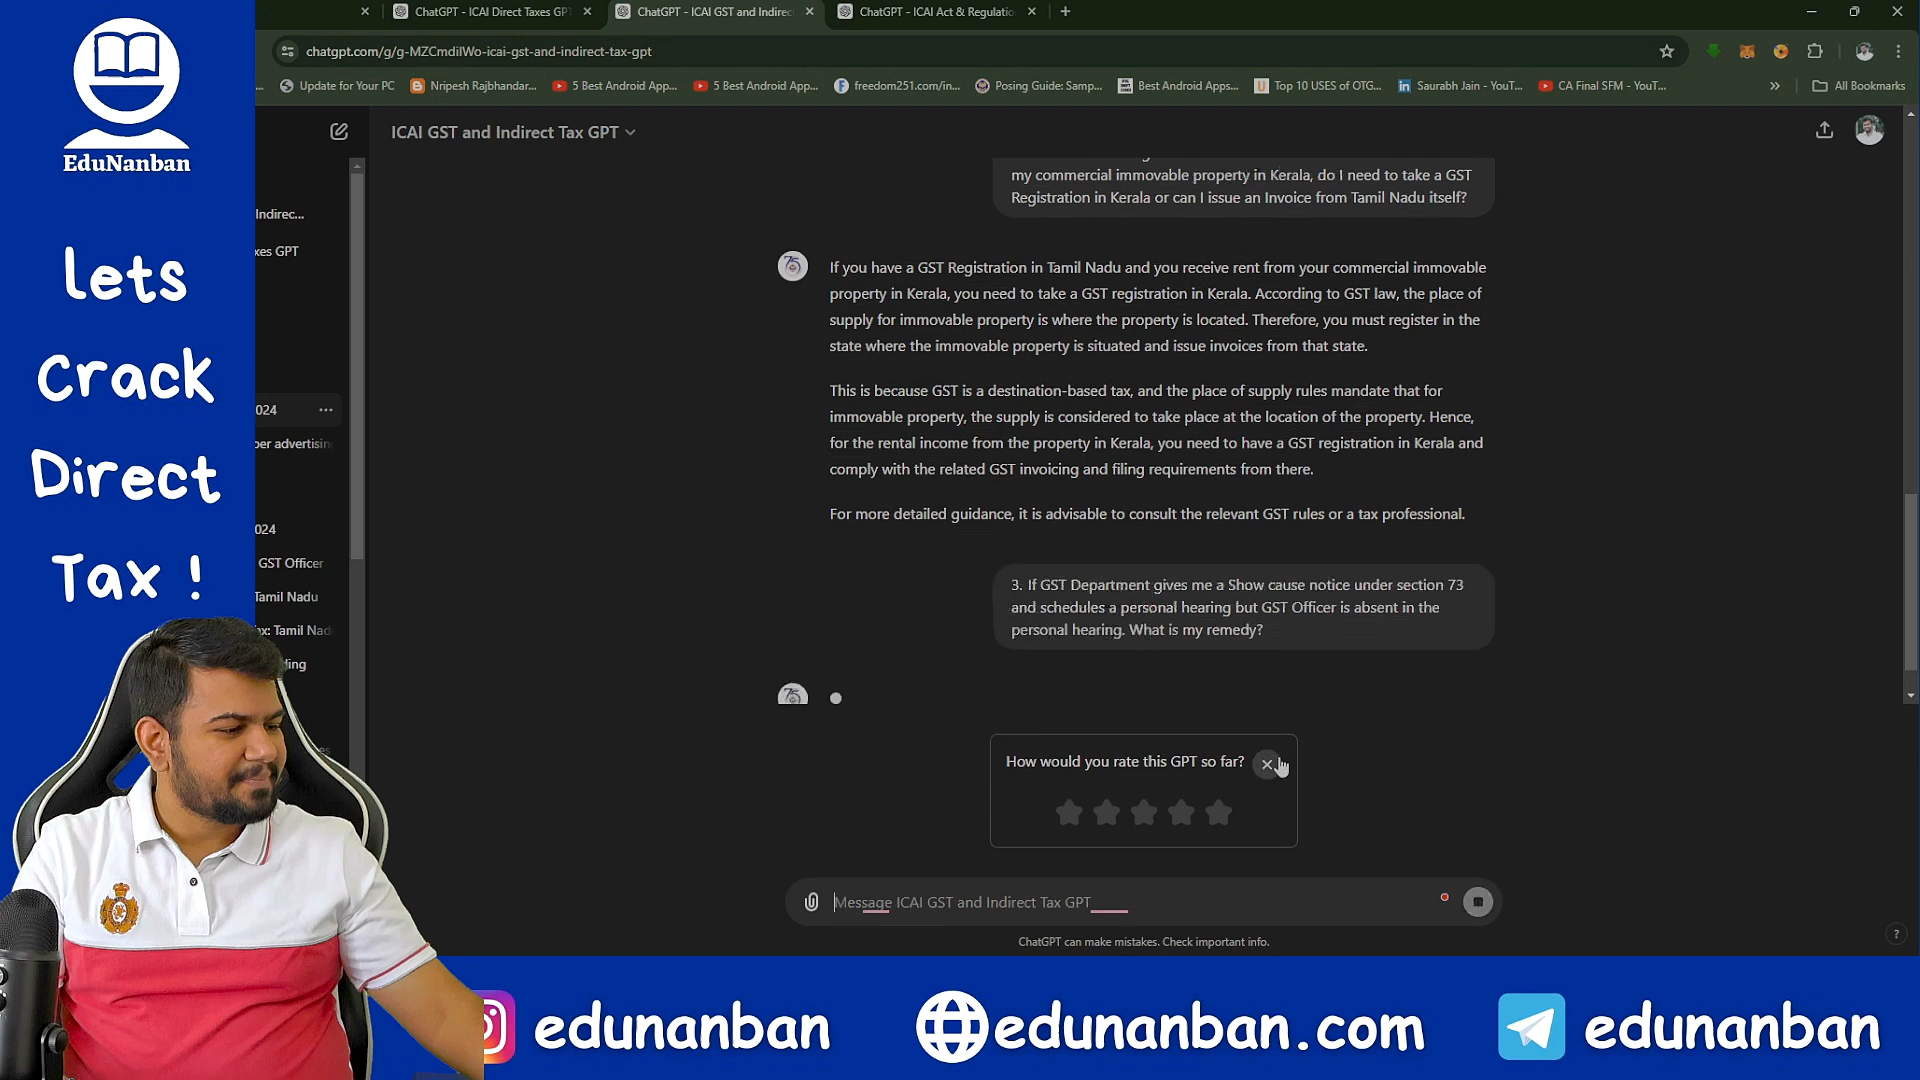 EduNanban
lets
Crack
Direct
Tax !
ChatGPT - ICAI Direct Taxes GP
ChatGPT - ICAI GST and Indirec
ChatGPT - ICAI Act & Regulatio
chatgpt.com/g/g-MZCmdilWo-icai-gst-and-indirect-tax-gpt
Update for Your PC
Nripesh Rajbhandar...
5 Best Android App...
5 Best Android App...
freedom251.com/in...
Posing Guide: Samp...
Best Android Apps...
Top 10 USES of OTG...
Saurabh Jain - YouT...
CA Final SFM - YouT...
All Bookmarks
Indirec...
xes GPT
024
per advertisin
024
GST Officer
Tamil Nadu
ax: Tamil Nad
ding
ICAI GST and Indirect Tax GPT
my commercial immovable property in Kerala, do I need to take a GST
Registration in Kerala or can I issue an Invoice from Tamil Nadu itself?
If you have a GST Registration in Tamil Nadu and you receive rent from your commercial immovable
property in Kerala, you need to take a GST registration in Kerala. According to GST law, the place of
supply for immovable property is where the property is located. Therefore, you must register in the
state where the immovable property is situated and issue invoices from that state.
This is because GST is a destination-based tax, and the place of supply rules mandate that for
immovable property, the supply is considered to take place at the location of the property. Hence,
for the rental income from the property in Kerala, you need to have a GST registration in Kerala and
comply with the related GST invoicing and filing requirements from there.
For more detailed guidance, it is advisable to consult the relevant GST rules or a tax professional.
3. If GST Department gives me a Show cause notice under section 73
and schedules a personal hearing but GST Officer is absent in the
personal hearing. What is my remedy?
How would you rate this GPT so far?
Message ICAI GST and Indirect Tax GPT
ChatGPT can make mistakes. Check important info.
edunanban
edunanban.com
edunanban